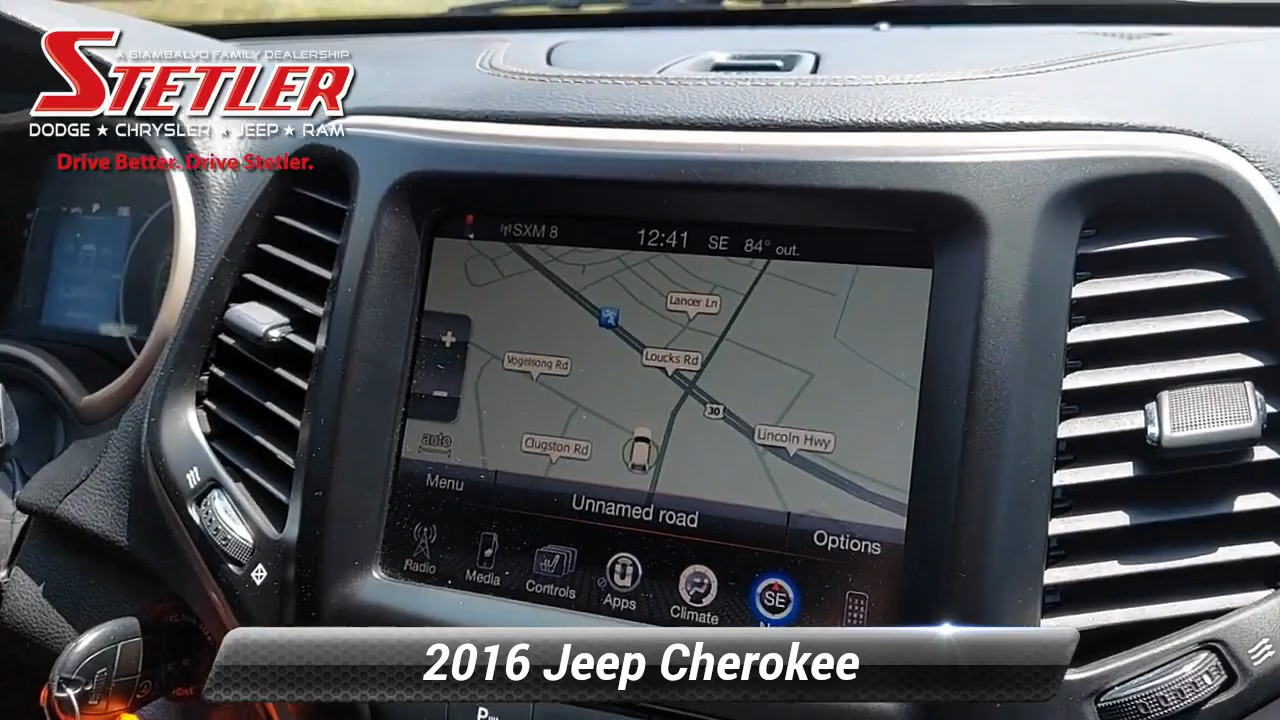 A GIAMBALVO FAMILY DEALERSHIP
STETLER
DODGE ★ CHRYSLER ★ JEEP ★ RAM
Drive Better. Drive Stetler.
SXM 8 12:41 SE 84° out.
Lancer Ln
Loucks Rd
Vogelsong Rd
30
Clugston Rd
Lincoln Hwy
+
-
auto
Menu
Unnamed road
Options
Radio
Media
Controls
Apps
Climate
SE
2016 Jeep Cherokee
P